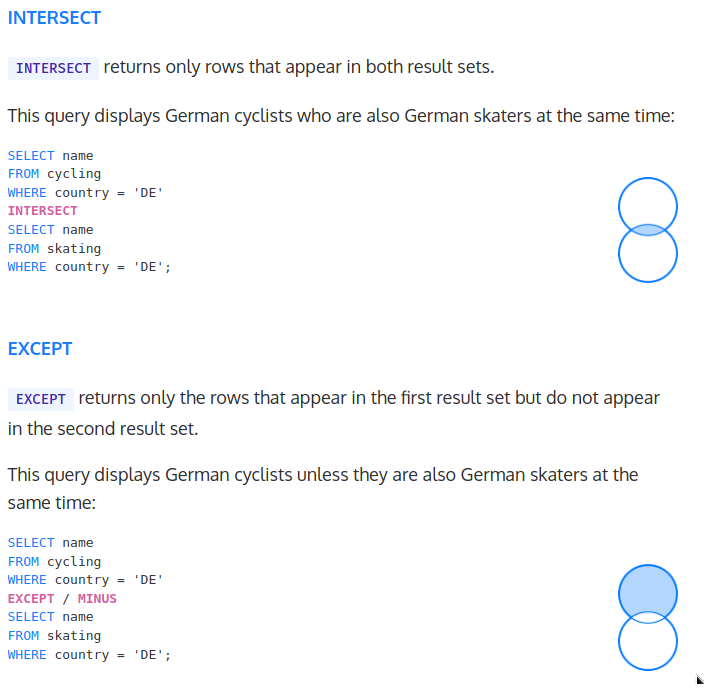 INTERSECT
INTERSECT returns only rows that appear in both result sets.
This query displays German cyclists who are also German skaters at the same time:
SELECT name
FROM cycling
WHERE country = 'DE'
INTERSECT
SELECT name
FROM skating
WHERE country = 'DE';
EXCEPT
EXCEPT returns only the rows that appear in the first result set but do not appear
in the second result set.
This query displays German cyclists unless they are also German skaters at the
same time:
SELECT name
FROM cycling
WHERE country = 'DE'
EXCEPT / MINUS
SELECT name
FROM skating
WHERE country = 'DE';